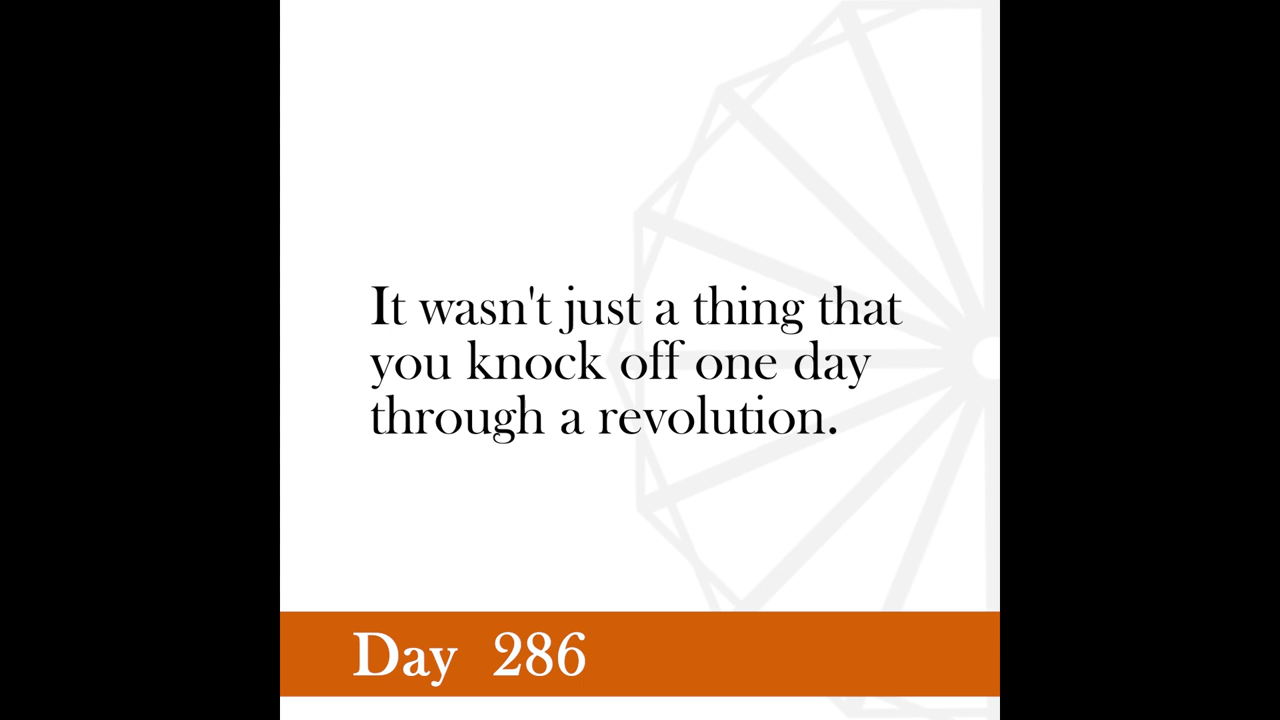 It wasn't just a thing that
you knock off one day
through a revolution.
Day 286